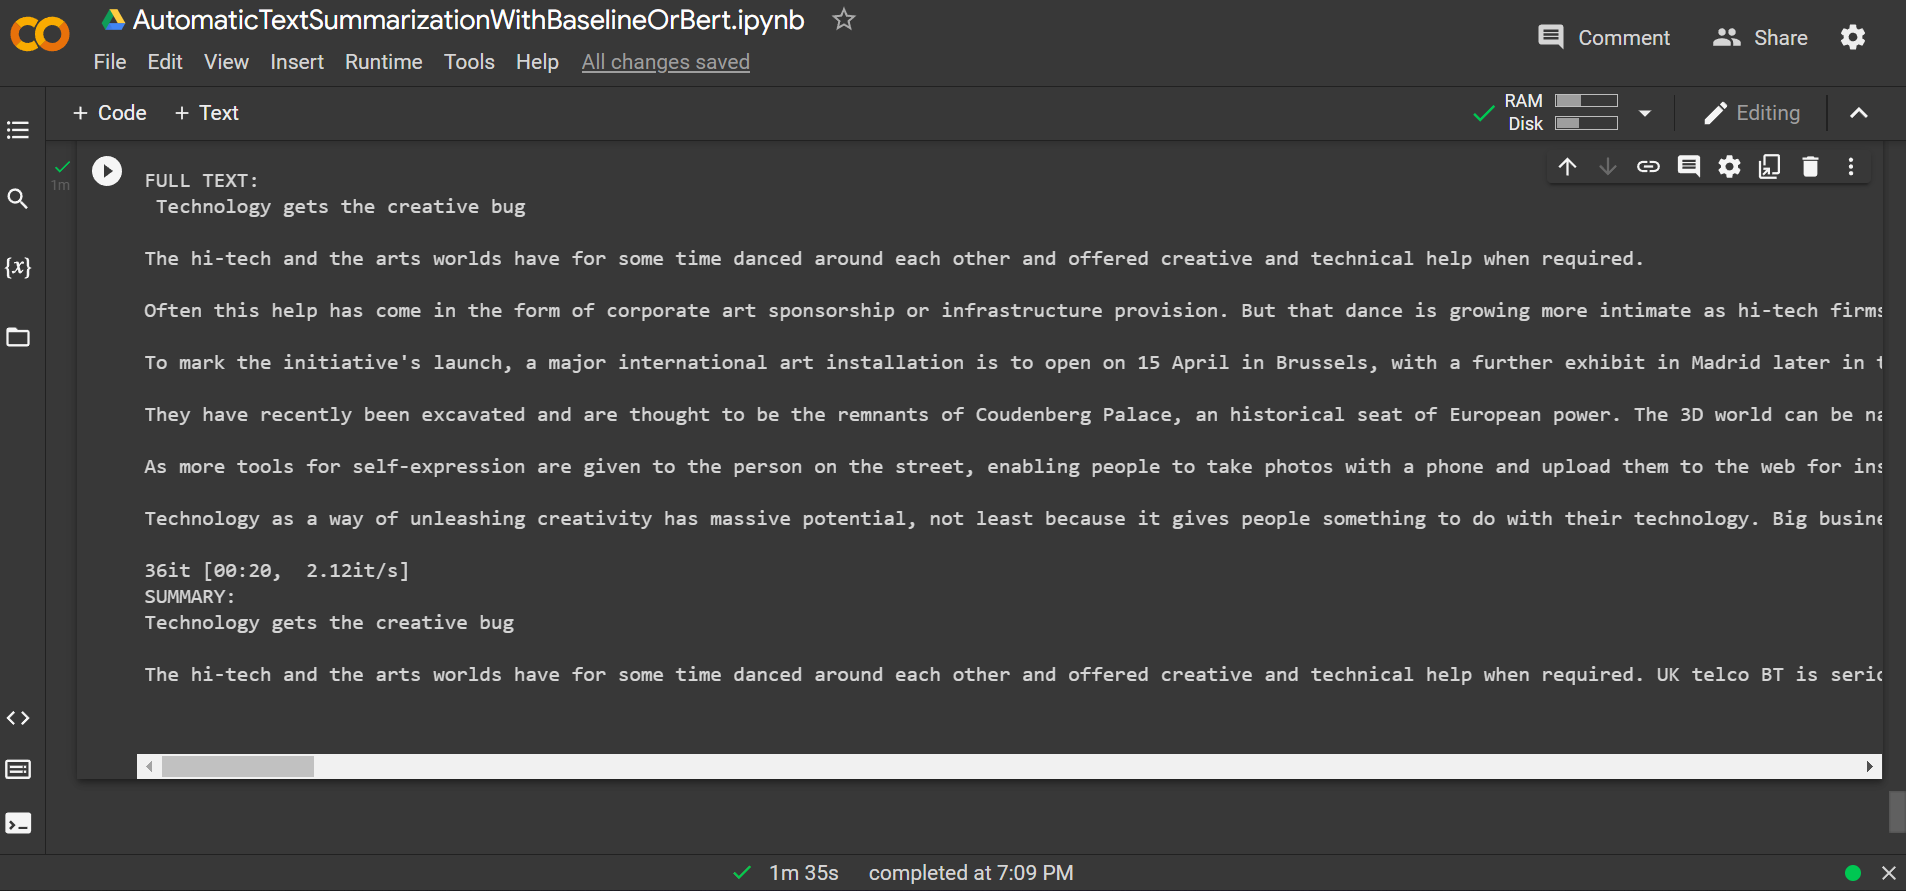 AutomaticTextSummarizationWithBaselineOrBert.ipynb
File Edit View Insert Runtime Tools Help All changes saved
Comment
Share
+ Code + Text
RAM
Disk
Editing
1m
FULL TEXT:
Technology gets the creative bug
The hi-tech and the arts worlds have for some time danced around each other and offered creative and technical help when required.
Often this help has come in the form of corporate art sponsorship or infrastructure provision. But that dance is growing more intimate as hi-tech firms
To mark the initiative's launch, a major international art installation is to open on 15 April in Brussels, with a further exhibit in Madrid later in
They have recently been excavated and are thought to be the remnants of Coudenberg Palace, an historical seat of European power. The 3D world can be
As more tools for self-expression are given to the person on the street, enabling people to take photos with a phone and upload them to the web for
Technology as a way of unleashing creativity has massive potential, not least because it gives people something to do with their technology. Big
36it [00:20, 2.12it/s]
SUMMARY:
Technology gets the creative bug
The hi-tech and the arts worlds have for some time danced around each other and offered creative and technical help when required. UK telco BT is
{x}
1m 35s completed at 7:09 PM